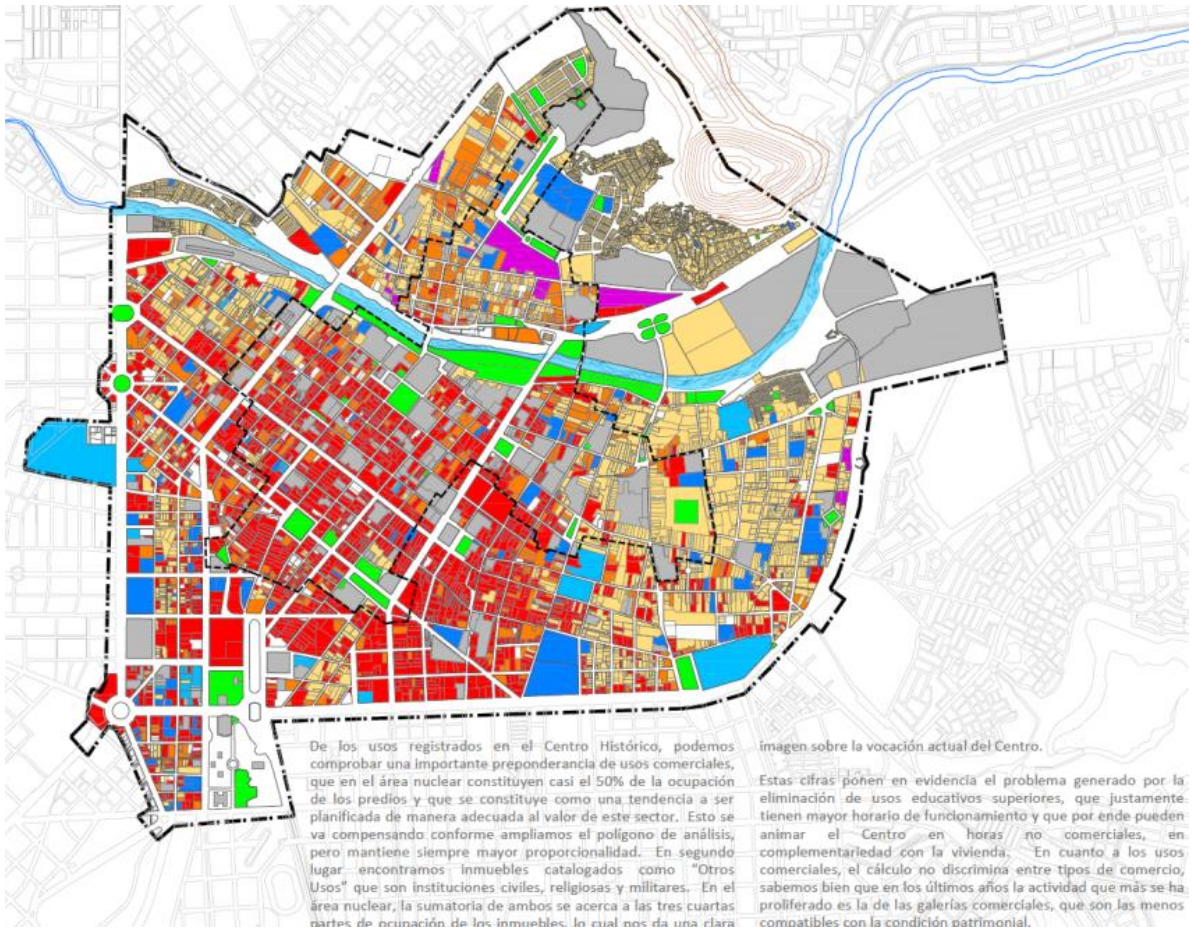 De los usos registrados en el Centro Histórico, podemos
comprobar una importante preponderancia de usos comerciales,
que en el área nuclear constituyen casi el 50% de la ocupación
de los predios y que se constituye como una tendencia a ser
planificada de manera adecuada al valor de este sector. Esto se
va compensando conforme ampliamos el polígono de análisis,
pero mantiene siempre mayor proporcionalidad. En segundo
lugar encontramos inmuebles catalogados como “Otros
Usos” que son instituciones civiles, religiosas y militares. En el
área nuclear, la sumatoria de ambos se acerca a las tres cuartas
partes de ocupación de los inmuebles, lo cual nos da una clara
imagen sobre la vocación actual del Centro.
Estas cifras ponen en evidencia el problema generado por la
eliminación de usos educativos superiores, que justamente
tienen mayor horario de funcionamiento y que por ende pueden
animar el Centro en horas no comerciales, en
complementariedad con la vivienda. En cuanto a los usos
comerciales, el cálculo no discrimina entre tipos de comercio,
sabemos bien que en los últimos años la actividad que más se ha
proliferado es la de las galerías comerciales, que son las menos
compatibles con la condición patrimonial.